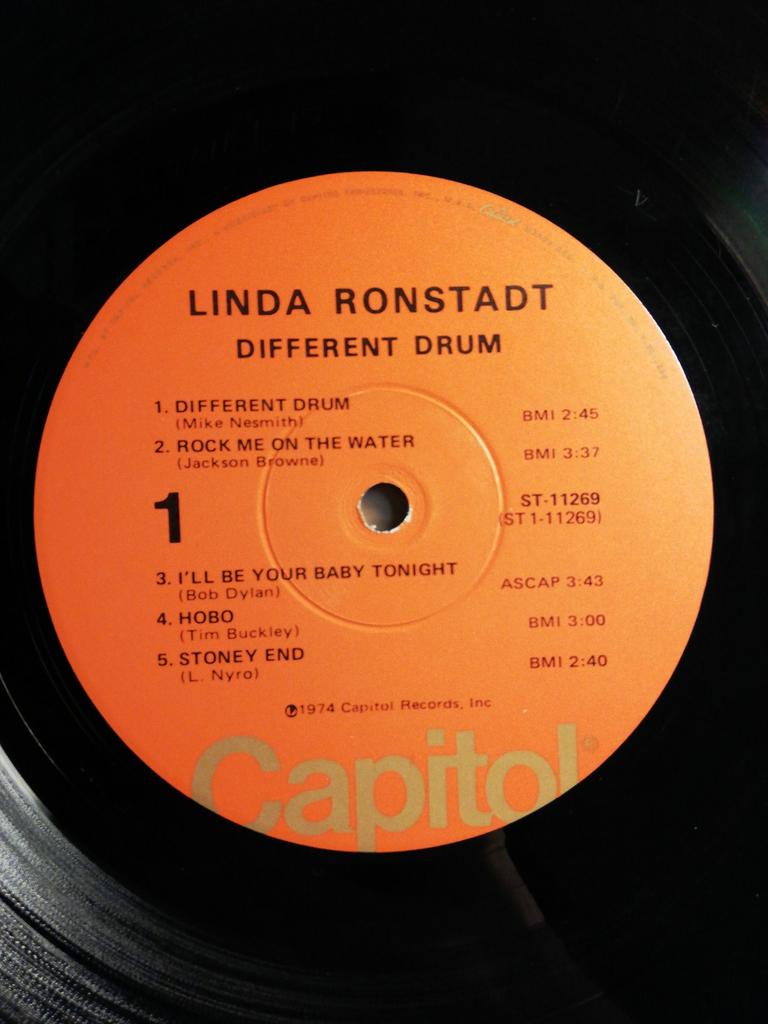 LINDA RONSTADT
DIFFERENT DRUM
1. DIFFERENT DRUM BMI 2:45
(Mike Nesmith)
2. ROCK ME ON THE WATER BMI 3:37
(Jackson Browne)
1 ST-11269
(ST 1-11269)
3. I'LL BE YOUR BABY TONIGHT ASCAP 3:43
(Bob Dylan)
4. HOBO BMI 3:00
(Tim Buckley)
5. STONEY END BMI 2:40
(L. Nyro)
℗1974 Capitol Records, Inc
Capitol®